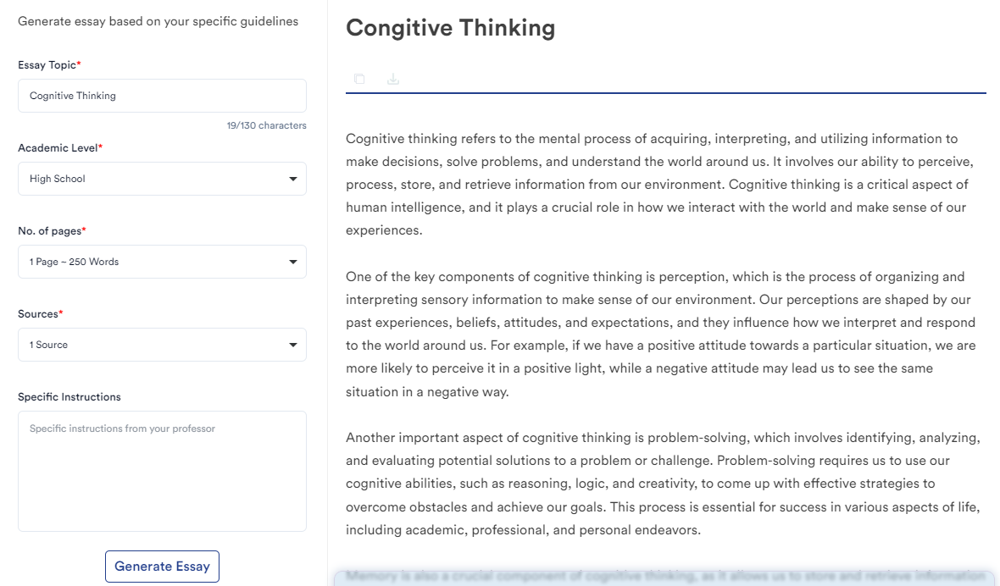 Generate essay based on your specific guidelines
Essay Topic*
Cognitive Thinking
19/130 characters
Academic Level*
High School
No. of pages*
1 Page ~ 250 Words
Sources*
1 Source
Specific Instructions
Specific instructions from your professor
Generate Essay
Congitive Thinking
Cognitive thinking refers to the mental process of acquiring, interpreting, and utilizing information to
make decisions, solve problems, and understand the world around us. It involves our ability to perceive,
process, store, and retrieve information from our environment. Cognitive thinking is a critical aspect of
human intelligence, and it plays a crucial role in how we interact with the world and make sense of our
experiences.
One of the key components of cognitive thinking is perception, which is the process of organizing and
interpreting sensory information to make sense of our environment. Our perceptions are shaped by our
past experiences, beliefs, attitudes, and expectations, and they influence how we interpret and respond
to the world around us. For example, if we have a positive attitude towards a particular situation, we are
more likely to perceive it in a positive light, while a negative attitude may lead us to see the same
situation in a negative way.
Another important aspect of cognitive thinking is problem-solving, which involves identifying, analyzing,
and evaluating potential solutions to a problem or challenge. Problem-solving requires us to use our
cognitive abilities, such as reasoning, logic, and creativity, to come up with effective strategies to
overcome obstacles and achieve our goals. This process is essential for success in various aspects of life,
including academic, professional, and personal endeavors.
Memory is also a crucial component of cognitive thinking, as it allows us to store and retrieve information